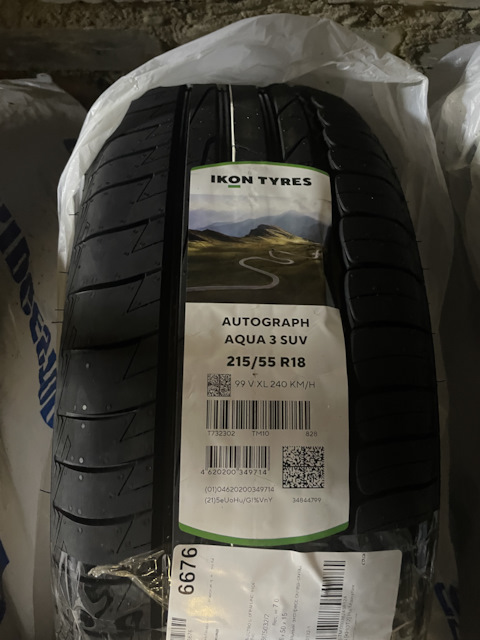 IKON TYRES
AUTOGRAPH
AQUA 3 SUV
215/55 R18
99 V XL 240 KM/H
T732302 TM10 828
4 620200 349714
(01)04620200349714
34844799
6676